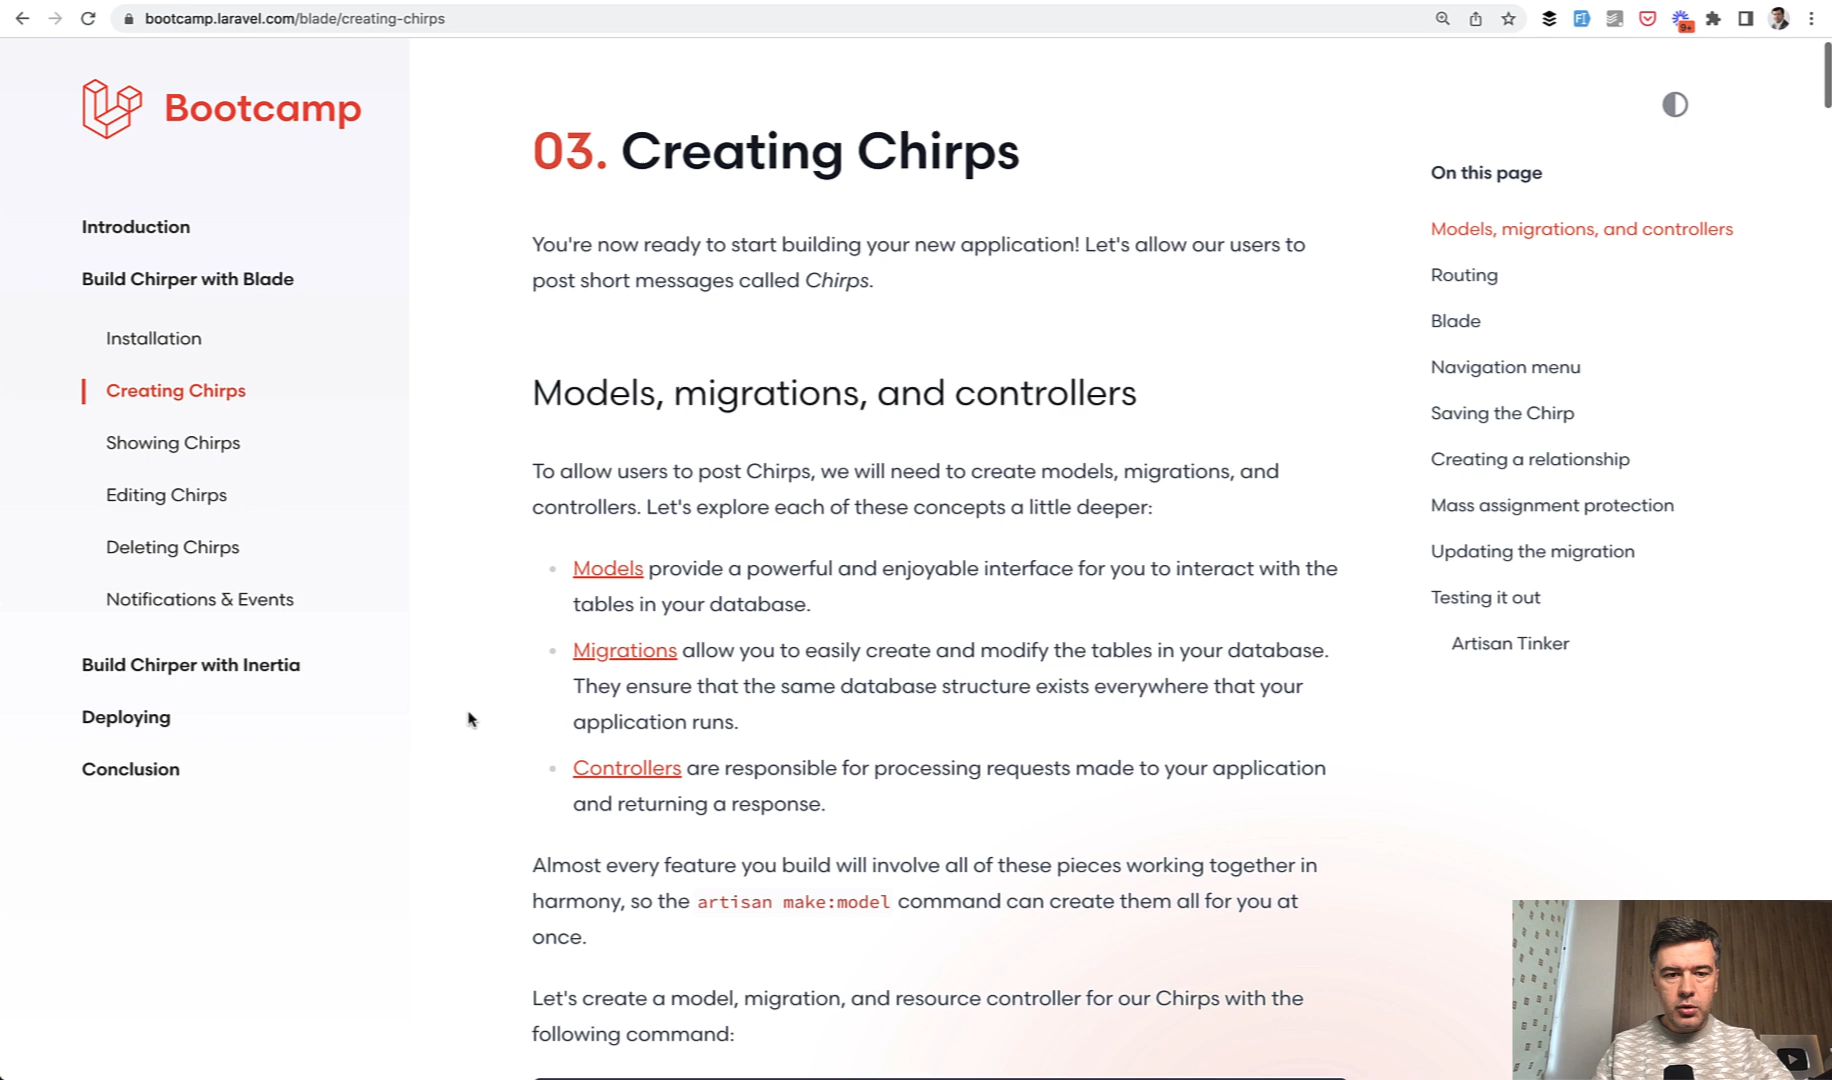 bootcamp.laravel.com/blade/creating-chirps
9+
Bootcamp
Introduction
Build Chirper with Blade
Installation
Creating Chirps
Showing Chirps
Editing Chirps
Deleting Chirps
Notifications & Events
Build Chirper with Inertia
Deploying
Conclusion
03. Creating Chirps
You're now ready to start building your new application! Let's allow our users to
post short messages called Chirps.
Models, migrations, and controllers
To allow users to post Chirps, we will need to create models, migrations, and
controllers. Let's explore each of these concepts a little deeper:
Models provide a powerful and enjoyable interface for you to interact with the
tables in your database.
Migrations allow you to easily create and modify the tables in your database.
They ensure that the same database structure exists everywhere that your
application runs.
Controllers are responsible for processing requests made to your application
and returning a response.
Almost every feature you build will involve all of these pieces working together in
harmony, so the artisan make:model command can create them all for you at
once.
Let's create a model, migration, and resource controller for our Chirps with the
following command:
On this page
Models, migrations, and controllers
Routing
Blade
Navigation menu
Saving the Chirp
Creating a relationship
Mass assignment protection
Updating the migration
Testing it out
Artisan Tinker